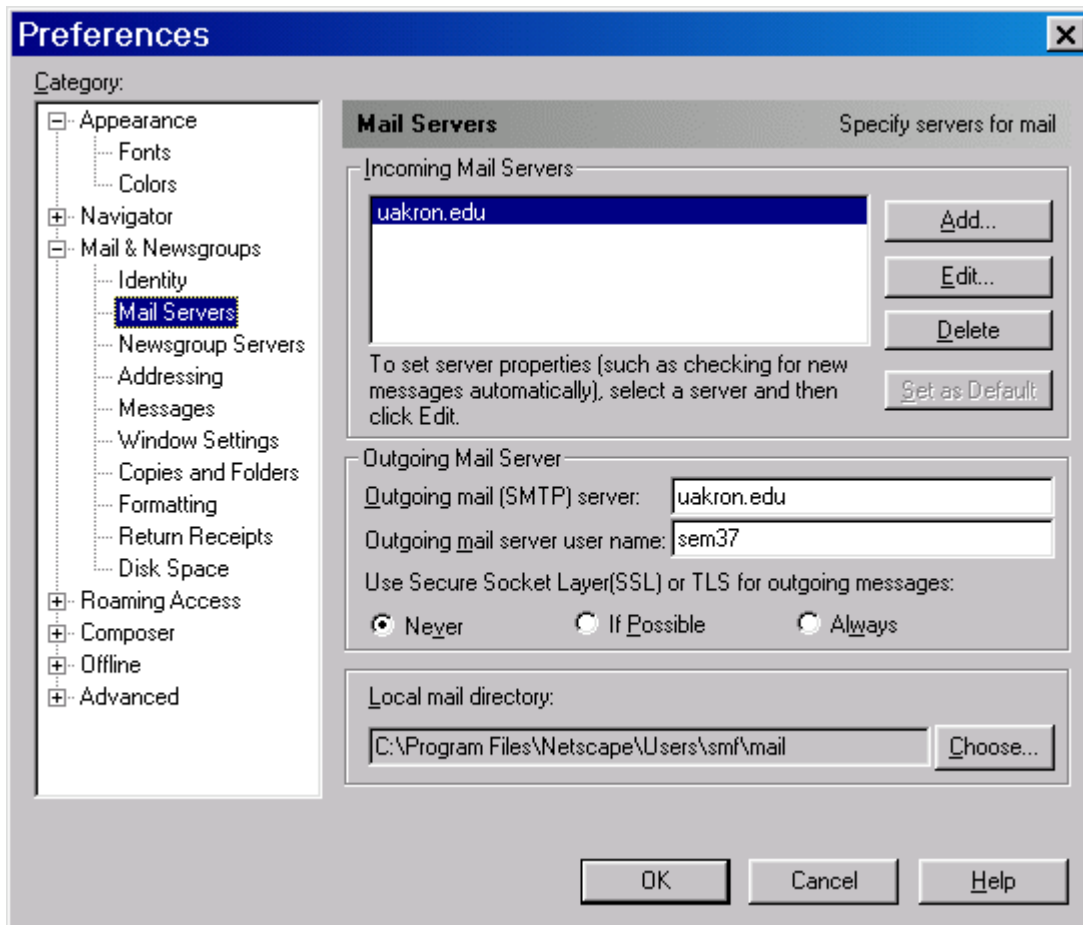 Preferences
Category:
Appearance
Fonts
Colors
Navigator
Mail & Newsgroups
Identity
Mail Servers
Newsgroup Servers
Addressing
Messages
Window Settings
Copies and Folders
Formatting
Return Receipts
Disk Space
Roaming Access
Composer
Offline
Advanced
Mail Servers Specify servers for mail
Incoming Mail Servers
uakron.edu
Add...
Edit...
Delete
Set as Default
To set server properties (such as checking for new
messages automatically), select a server and then
click Edit.
Outgoing Mail Server
Outgoing mail (SMTP) server: uakron.edu
Outgoing mail server user name: sem37
Use Secure Socket Layer(SSL) or TLS for outgoing messages:
Never If Possible Always
Local mail directory:
C:\Program Files\Netscape\Users\smf\mail Choose...
OK Cancel Help